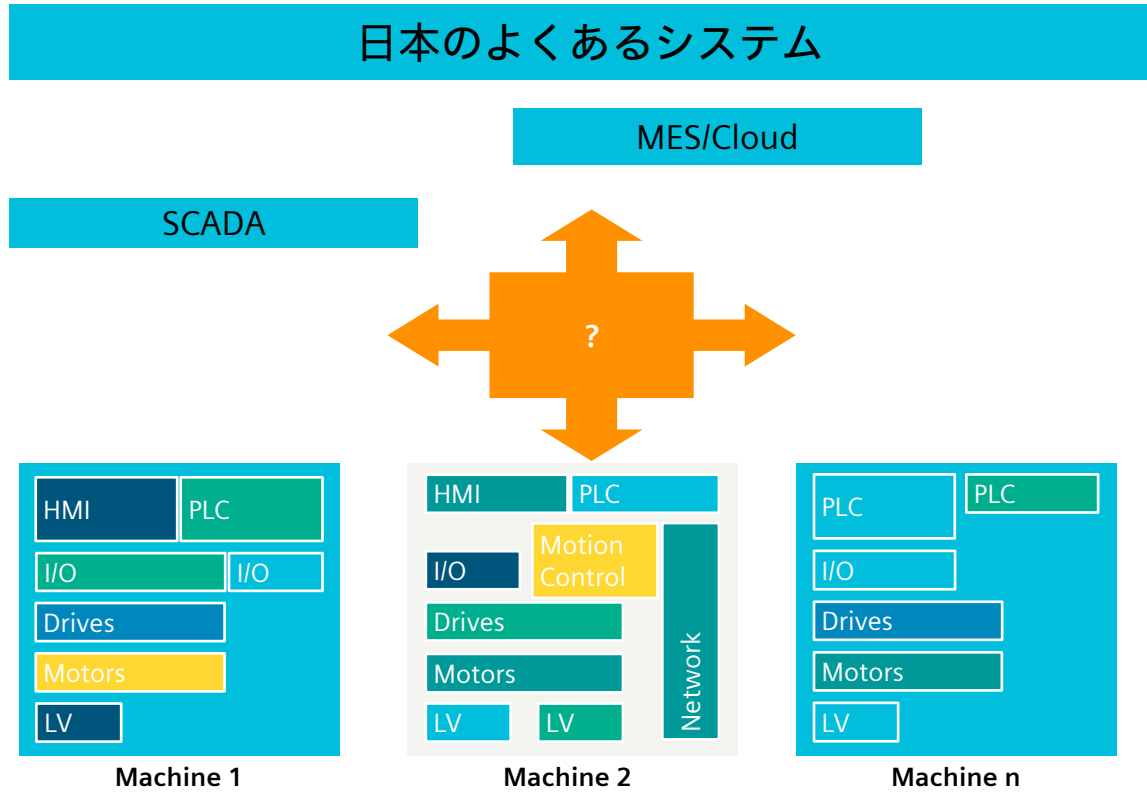 日本のよくあるシステム
MES/Cloud
SCADA
?
HMI
PLC
I/O
I/O
Drives
Motors
LV
Machine 1
HMI
PLC
I/O
Motion
Control
Drives
Motors
LV
LV
Network
Machine 2
PLC
PLC
I/O
Drives
Motors
LV
Machine n